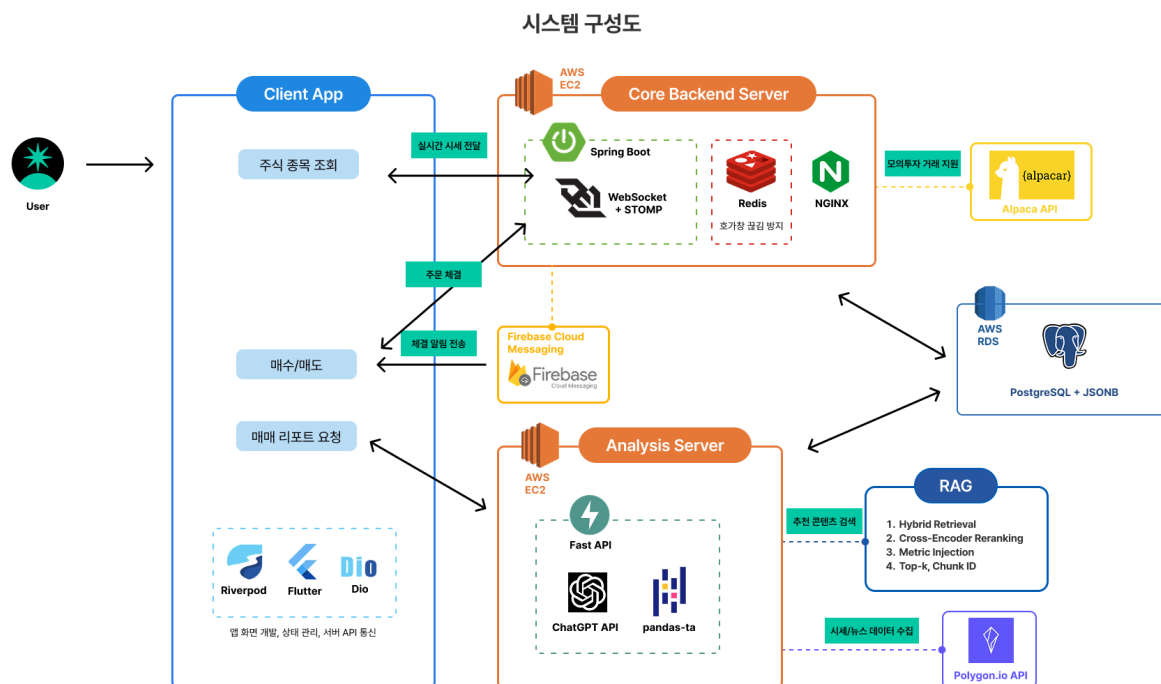 시스템 구성도
Client App
AWS
EC2
Core Backend Server
실시간 시세 전달
주식 종목 조회
Spring Boot
WebSocket
+ STOMP
Redis
호가창 끊김 방지
NGINX
모의투자 거래 지원
{alpacar}
Alpaca API
User
주문 체결
체결 알림 전송
Firebase Cloud
Messaging
Firebase
Cloud Messaging
AWS
RDS
PostgreSQL + JSONB
매수/매도
매매 리포트 요청
AWS
EC2
Analysis Server
Fast API
ChatGPT API
pandas-ta
추천 콘텐츠 검색
RAG
1. Hybrid Retrieval
2. Cross-Encoder Reranking
3. Metric Injection
4. Top-k, Chunk ID
Riverpod
Flutter
Dio
Dio
앱 화면 개발, 상태 관리, 서버 API 통신
시세/뉴스 데이터 수집
Polygon.io API